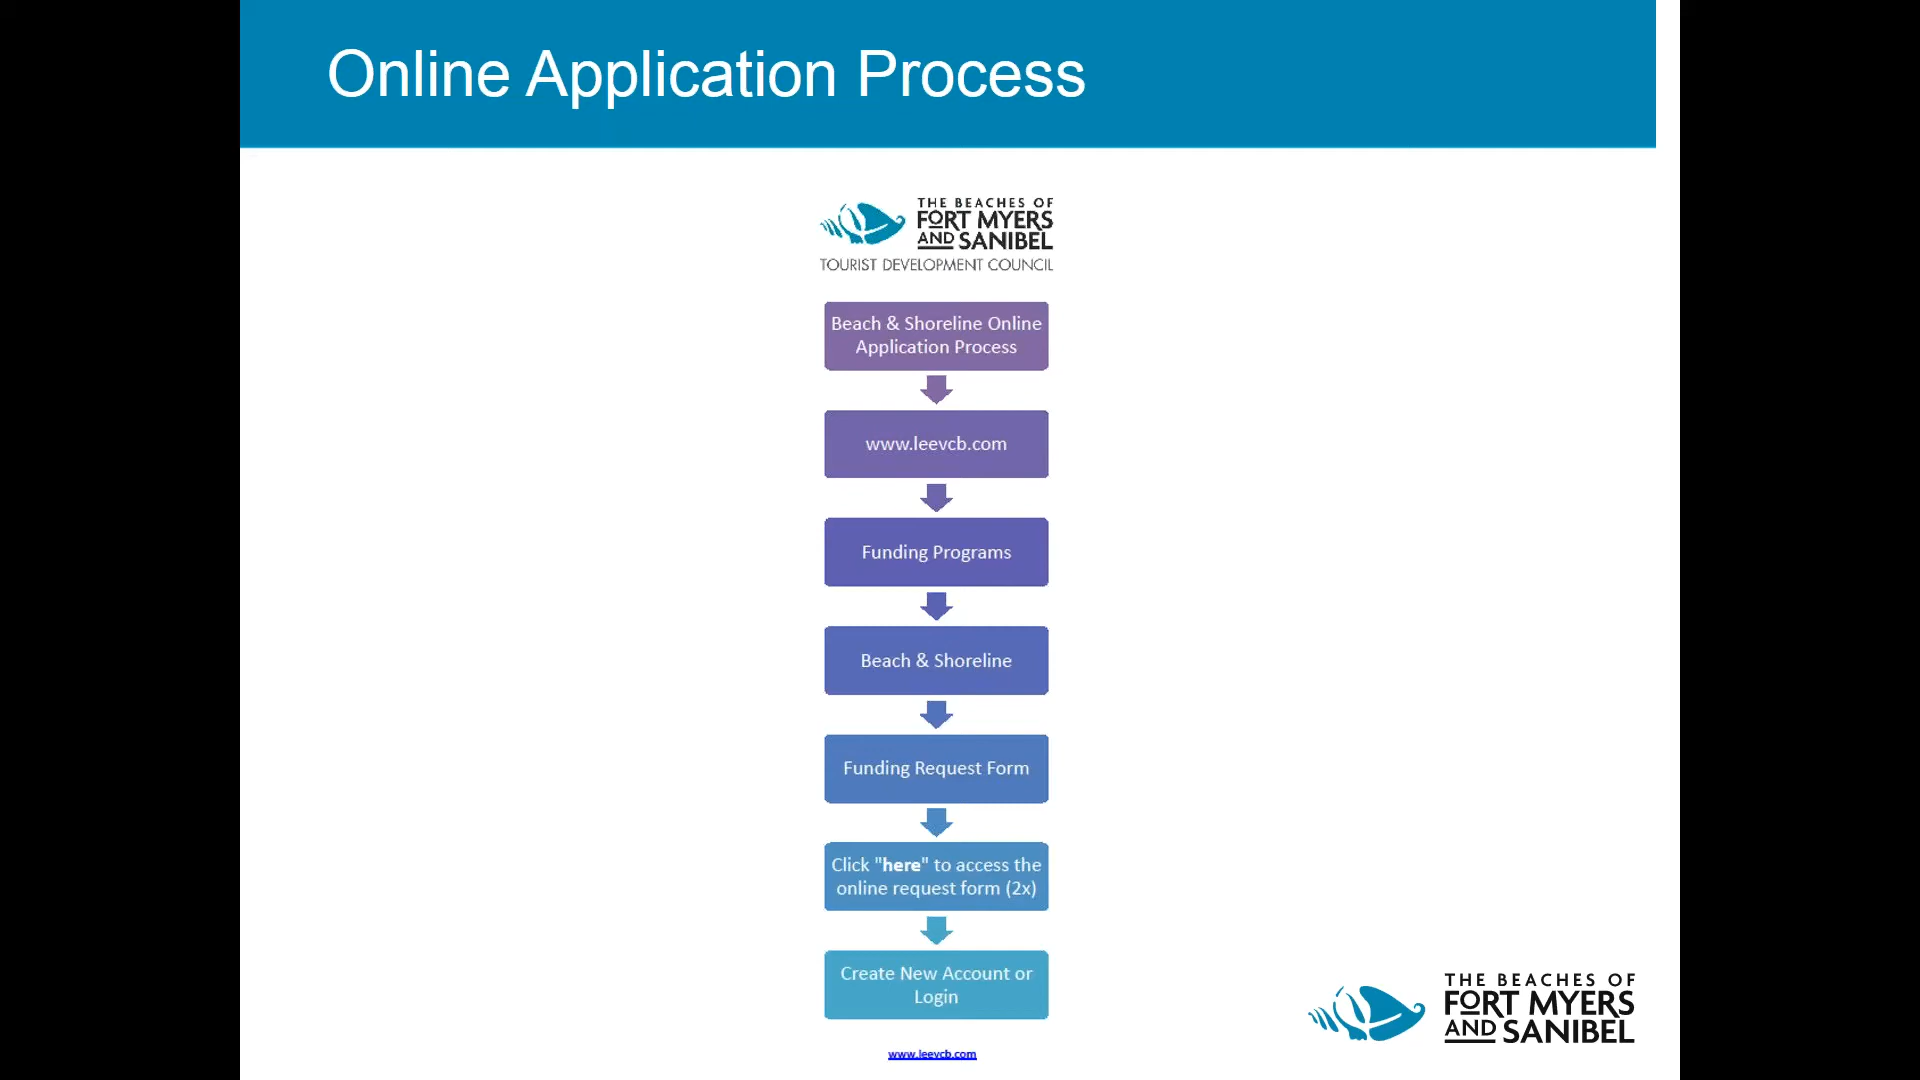 Online Application Process
THE BEACHES OF
FORT MYERS
AND SANIBEL
TOURIST DEVELOPMENT COUNCIL
Beach & Shoreline Online
Application Process
www.leevcb.com
Funding Programs
Beach & Shoreline
Funding Request Form
Click "here" to access the
online request form (2x)
Create New Account or
Login
www.leevcb.com
THE BEACHES OF
FORT MYERS
AND SANIBEL